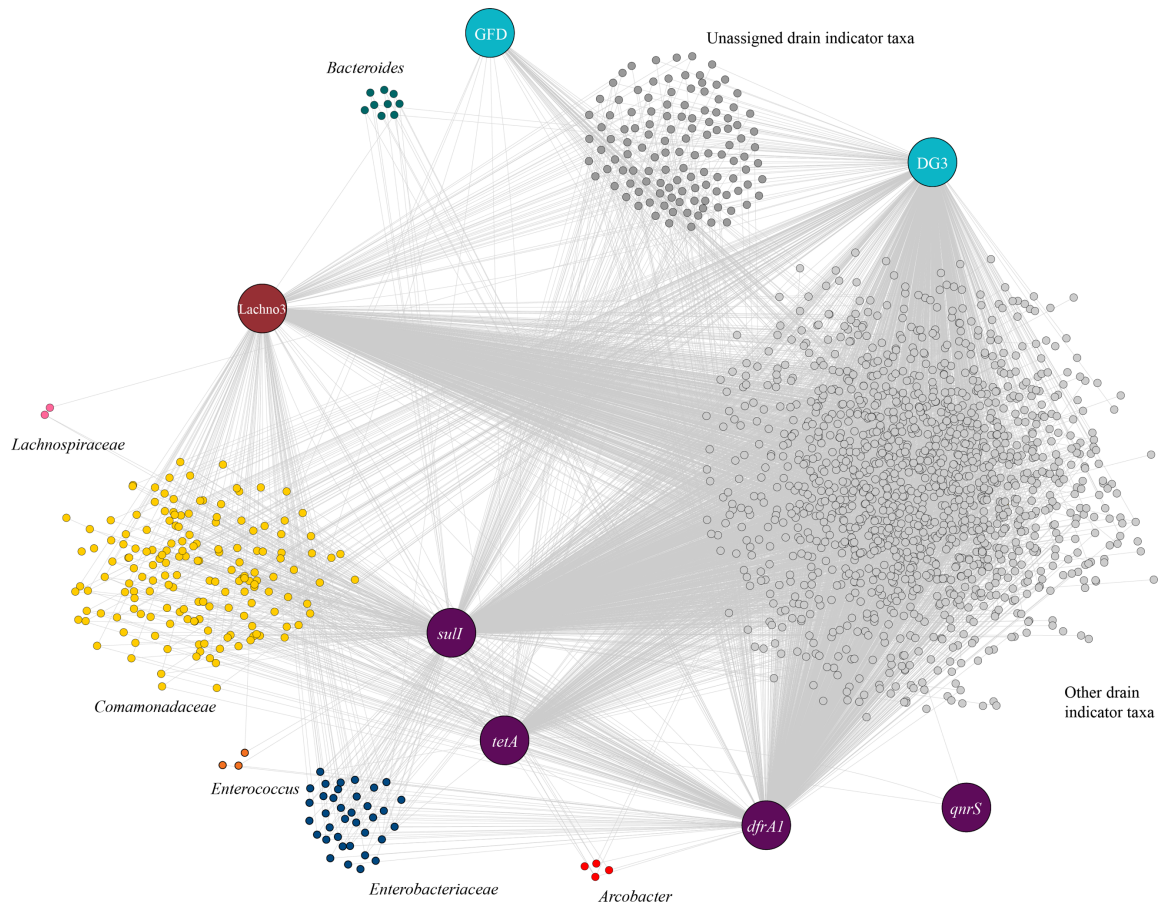 GFD
Unassigned drain indicator taxa
Bacteroides
DG3
Lachno3
Lachnospiraceae
sulI
Other drain
indicator taxa
Comamonadaceae
tetA
Enterococcus
qnrS
dfrA1
Enterobacteriaceae
Arcobacter